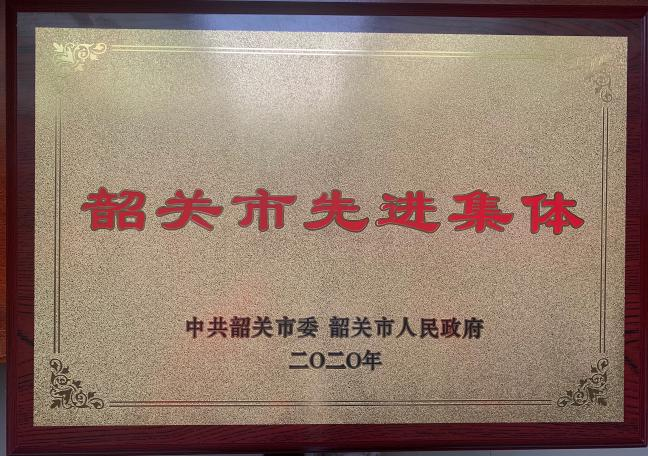 韶关市先进集体
中共韶关市委 韶关市人民政府
二〇二〇年